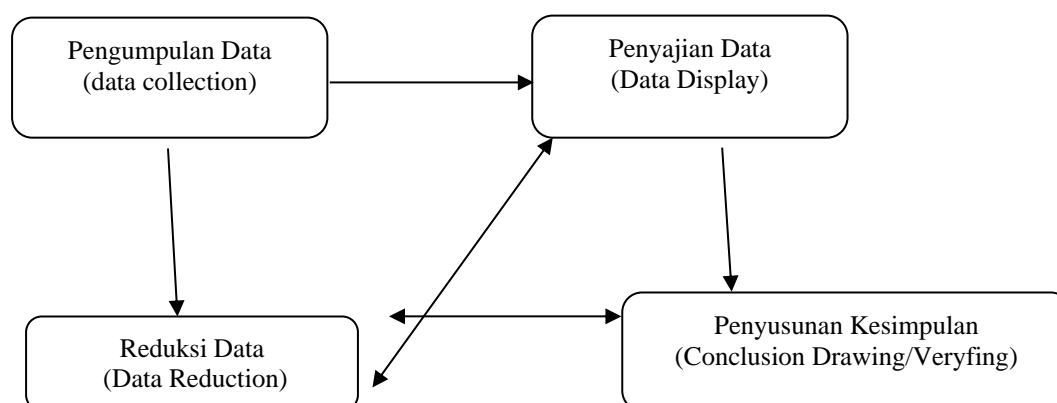 Pengumpulan Data
(data collection)
Penyajian Data
(Data Display)
Reduksi Data
(Data Reduction)
Penyusunan Kesimpulan
(Conclusion Drawing/Veryfing)